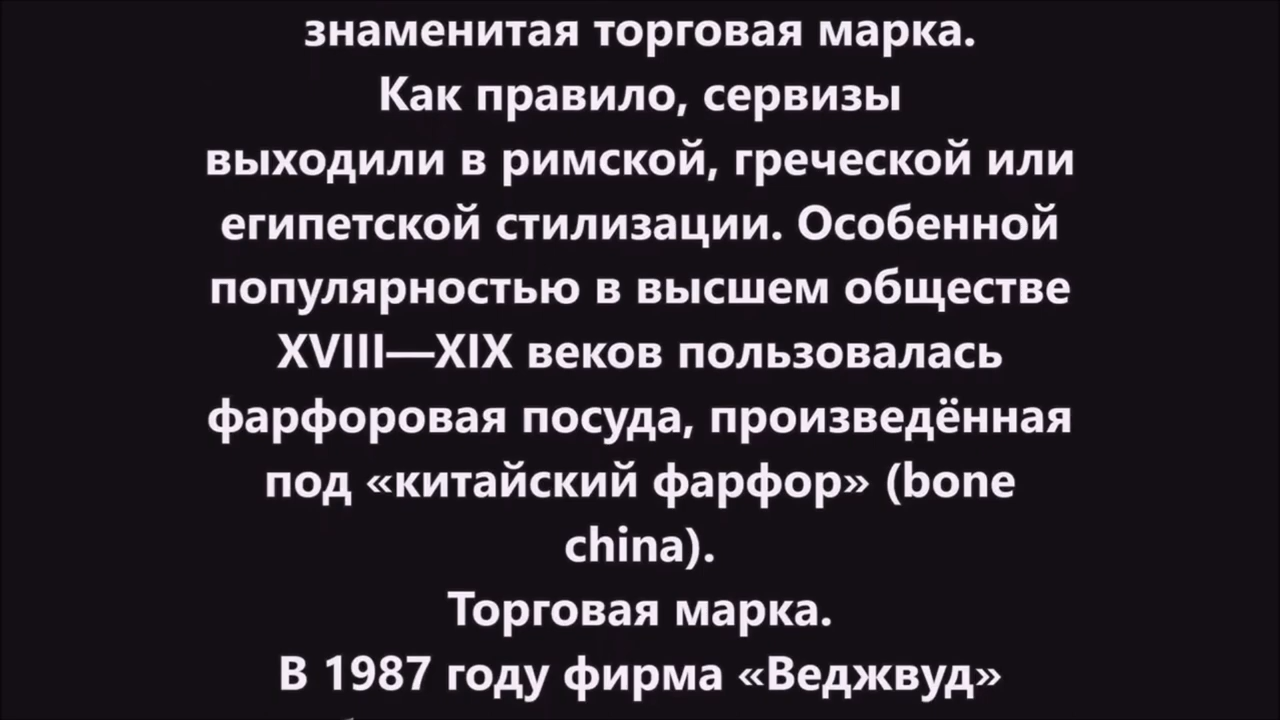 знаменитая торговая марка.
Как правило, сервизы
выходили в римской, греческой или
египетской стилизации. Особенной
популярностью в высшем обществе
XVIII—XIX веков пользовалась
фарфоровая посуда, произведённая
под «китайский фарфор» (bone
china).
Торговая марка.
В 1987 году фирма «Веджвуд»